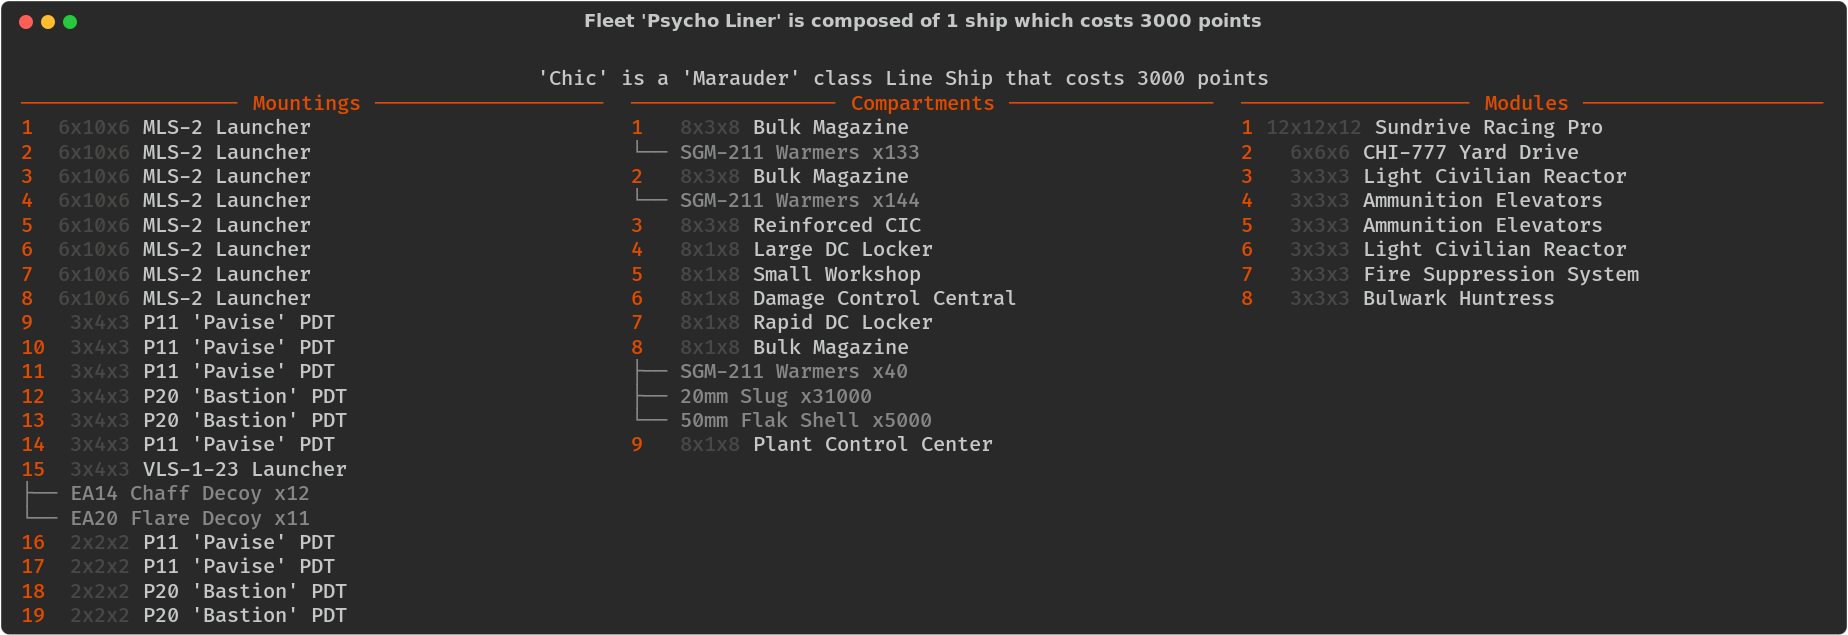 Fleet 'Psycho Liner' is composed of 1 ship which costs 3000 points
'Chic' is a 'Marauder' class Line Ship that costs 3000 points
Mountings
1 6x10x6 MLS-2 Launcher
2 6x10x6 MLS-2 Launcher
3 6x10x6 MLS-2 Launcher
4 6x10x6 MLS-2 Launcher
5 6x10x6 MLS-2 Launcher
6 6x10x6 MLS-2 Launcher
7 6x10x6 MLS-2 Launcher
8 6x10x6 MLS-2 Launcher
9 3x4x3 P11 'Pavise' PDT
10 3x4x3 P11 'Pavise' PDT
11 3x4x3 P11 'Pavise' PDT
12 3x4x3 P20 'Bastion' PDT
13 3x4x3 P20 'Bastion' PDT
14 3x4x3 P11 'Pavise' PDT
15 3x4x3 VLS-1-23 Launcher
├── EA14 Chaff Decoy x12
└── EA20 Flare Decoy x11
16 2x2x2 P11 'Pavise' PDT
17 2x2x2 P11 'Pavise' PDT
18 2x2x2 P20 'Bastion' PDT
19 2x2x2 P20 'Bastion' PDT
Compartments
1 8x3x8 Bulk Magazine
└── SGM-211 Warmers x133
2 8x3x8 Bulk Magazine
└── SGM-211 Warmers x144
3 8x3x8 Reinforced CIC
4 8x1x8 Large DC Locker
5 8x1x8 Small Workshop
6 8x1x8 Damage Control Central
7 8x1x8 Rapid DC Locker
8 8x1x8 Bulk Magazine
├── SGM-211 Warmers x40
├── 20mm Slug x31000
└── 50mm Flak Shell x5000
9 8x1x8 Plant Control Center
Modules
1 12x12x12 Sundrive Racing Pro
2 6x6x6 CHI-777 Yard Drive
3 3x3x3 Light Civilian Reactor
4 3x3x3 Ammunition Elevators
5 3x3x3 Ammunition Elevators
6 3x3x3 Light Civilian Reactor
7 3x3x3 Fire Suppression System
8 3x3x3 Bulwark Huntress